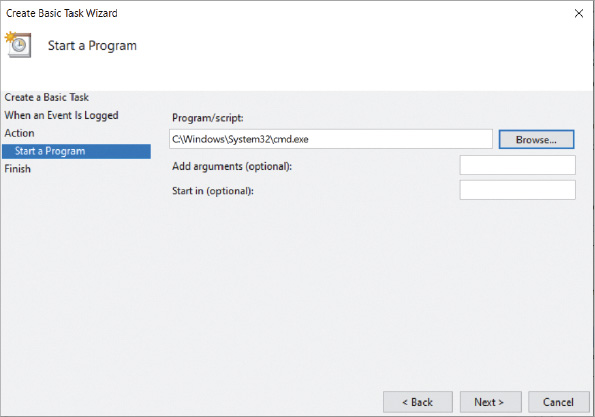 Create Basic Task Wizard
Start a Program
Create a Basic Task
When an Event Is Logged
Action
Start a Program
Finish
Program/script:
C:\Windows\System32\cmd.exe
Browse...
Add arguments (optional):
Start in (optional):
< Back
Next >
Cancel